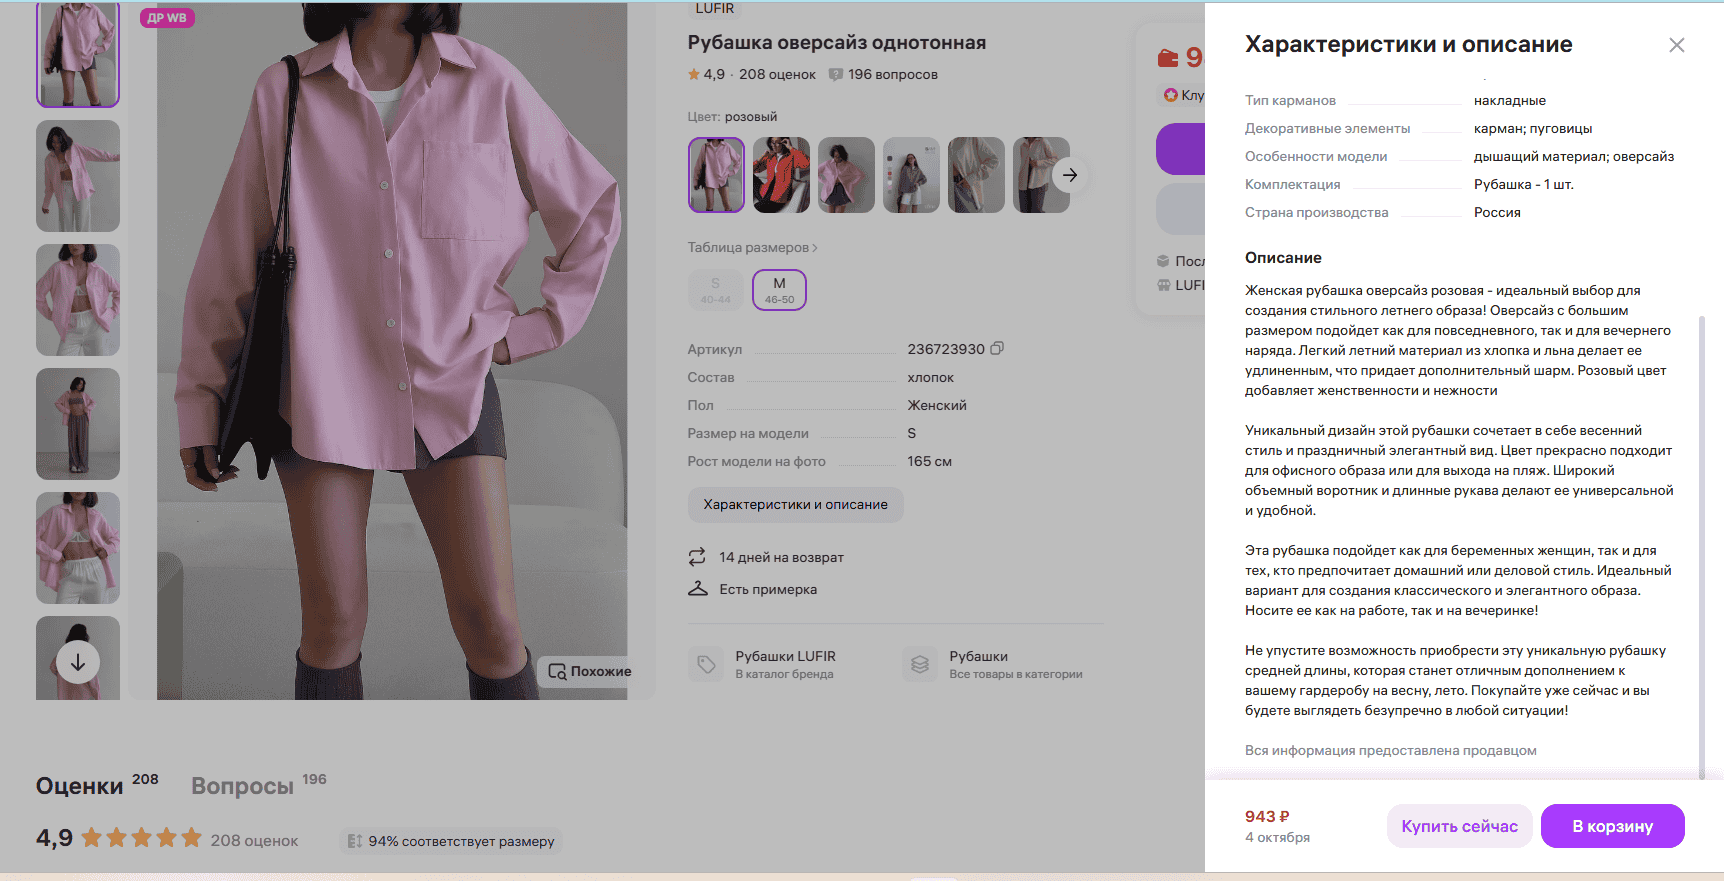 ДР WB
LUFIR
Рубашка оверсайз однотонная
4,9 · 208 оценок 196 вопросов
Цвет: розовый
Таблица размеров
S
40-44
M
46-50
Артикул 236723930
Состав хлопок
Пол Женский
Размер на модели S
Рост модели на фото 165 см
Характеристики и описание
14 дней на возврат
Есть примерка
Рубашки LUFIR
В каталог бренда
Рубашки
Все товары в категории
Похожие
Оценки 208
Вопросы 196
4,9 208 оценок
94% соответствует размеру
Характеристики и описание
Тип карманов накладные
Декоративные элементы карман; пуговицы
Особенности модели дышащий материал; оверсайз
Комплектация Рубашка - 1 шт.
Страна производства Россия
Описание
Женская рубашка оверсайз розовая - идеальный выбор для
создания стильного летнего образа! Оверсайз с большим
размером подойдет как для повседневного, так и для вечернего
наряда. Легкий летний материал из хлопка и льна делает ее
удлиненным, что придает дополнительный шарм. Розовый цвет
добавляет женственности и нежности
Уникальный дизайн этой рубашки сочетает в себе весенний
стиль и праздничный элегантный вид. Цвет прекрасно подходит
для офисного образа или для выхода на пляж. Широкий
объемный воротник и длинные рукава делают ее универсальной
и удобной.
Эта рубашка подойдет как для беременных женщин, так и для
тех, кто предпочитает домашний или деловой стиль. Идеальный
вариант для создания классического и элегантного образа.
Носите ее как на работе, так и на вечеринке!
Не упустите возможность приобрести эту уникальную рубашку
средней длины, которая станет отличным дополнением к
вашему гардеробу на весну, лето. Покупайте уже сейчас и вы
будете выглядеть безупречно в любой ситуации!
Вся информация предоставлена продавцом
943 ₽
4 октября
Купить сейчас
В корзину